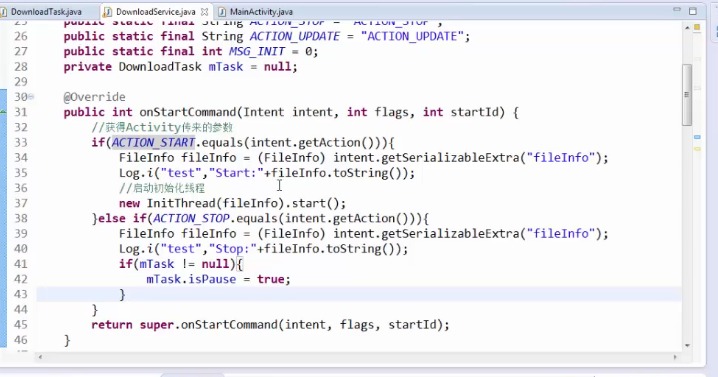 DownloadTask.java DownloadService.java MainActivity.java
25 public static final String ACTION_STOP = "ACTION_STOP";
26 public static final String ACTION_UPDATE = "ACTION_UPDATE";
27 public static final int MSG_INIT = 0;
28 private DownloadTask mTask = null;
29
30 @Override
31 public int onStartCommand(Intent intent, int flags, int startId) {
32 //获得Activity传来的参数
33 if(ACTION_START.equals(intent.getAction())){
34 FileInfo fileInfo = (FileInfo) intent.getSerializableExtra("fileInfo");
35 Log.i("test","Start:"+fileInfo.toString());
36 //启动初始化线程
37 new InitThread(fileInfo).start();
38 }else if(ACTION_STOP.equals(intent.getAction())){
39 FileInfo fileInfo = (FileInfo) intent.getSerializableExtra("fileInfo");
40 Log.i("test","Stop:"+fileInfo.toString());
41 if(mTask != null){
42 mTask.isPause = true;
43 }
44 }
45 return super.onStartCommand(intent, flags, startId);
46 }
47